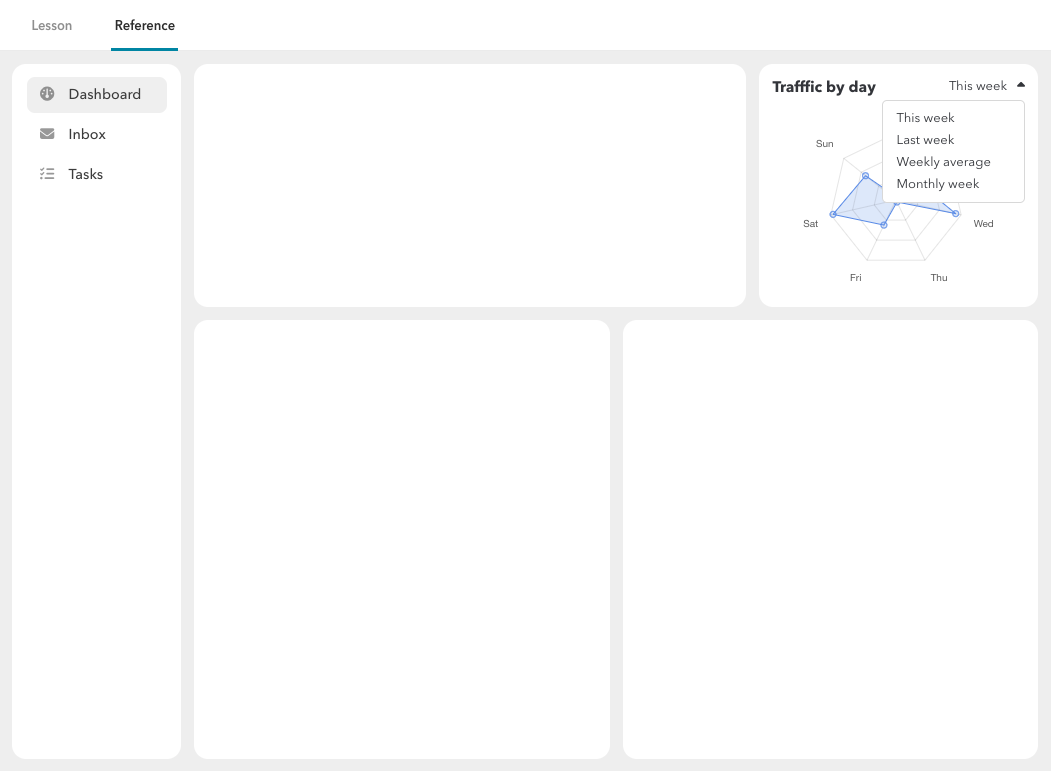 Lesson
Reference
Dashboard
Inbox
Tasks
Trafffic by day
This week
This week
Last week
Weekly average
Monthly week
Sun
Sat
Wed
Fri
Thu